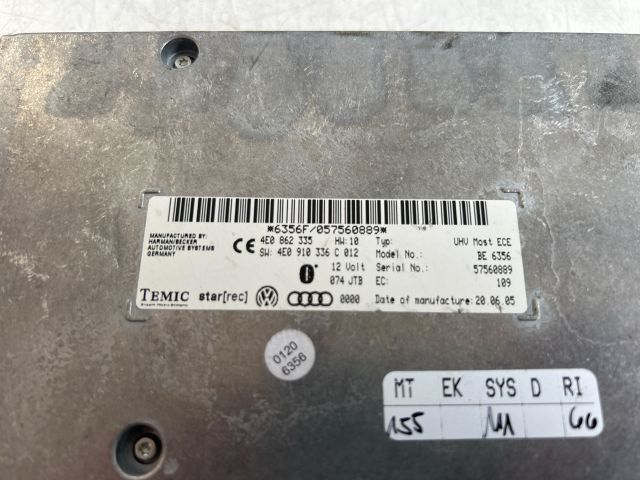 *6356F/057560889*
MANUFACTURED BY:
HARMAN/BECKER
AUTOMOTIVE SYSTEMS
GERMANY
CE 4E0 862 335 HW:10 Typ: UHV Most ECE
SW: 4E0 910 336 C 012 Model No.: BE 6356
12 Volt Serial No.: 57560889
074 JTB EC: 109
TEMIC star[rec] 0000 Date of manufacture: 20.06.05
0120
6356
MT EK SYS D RI
155